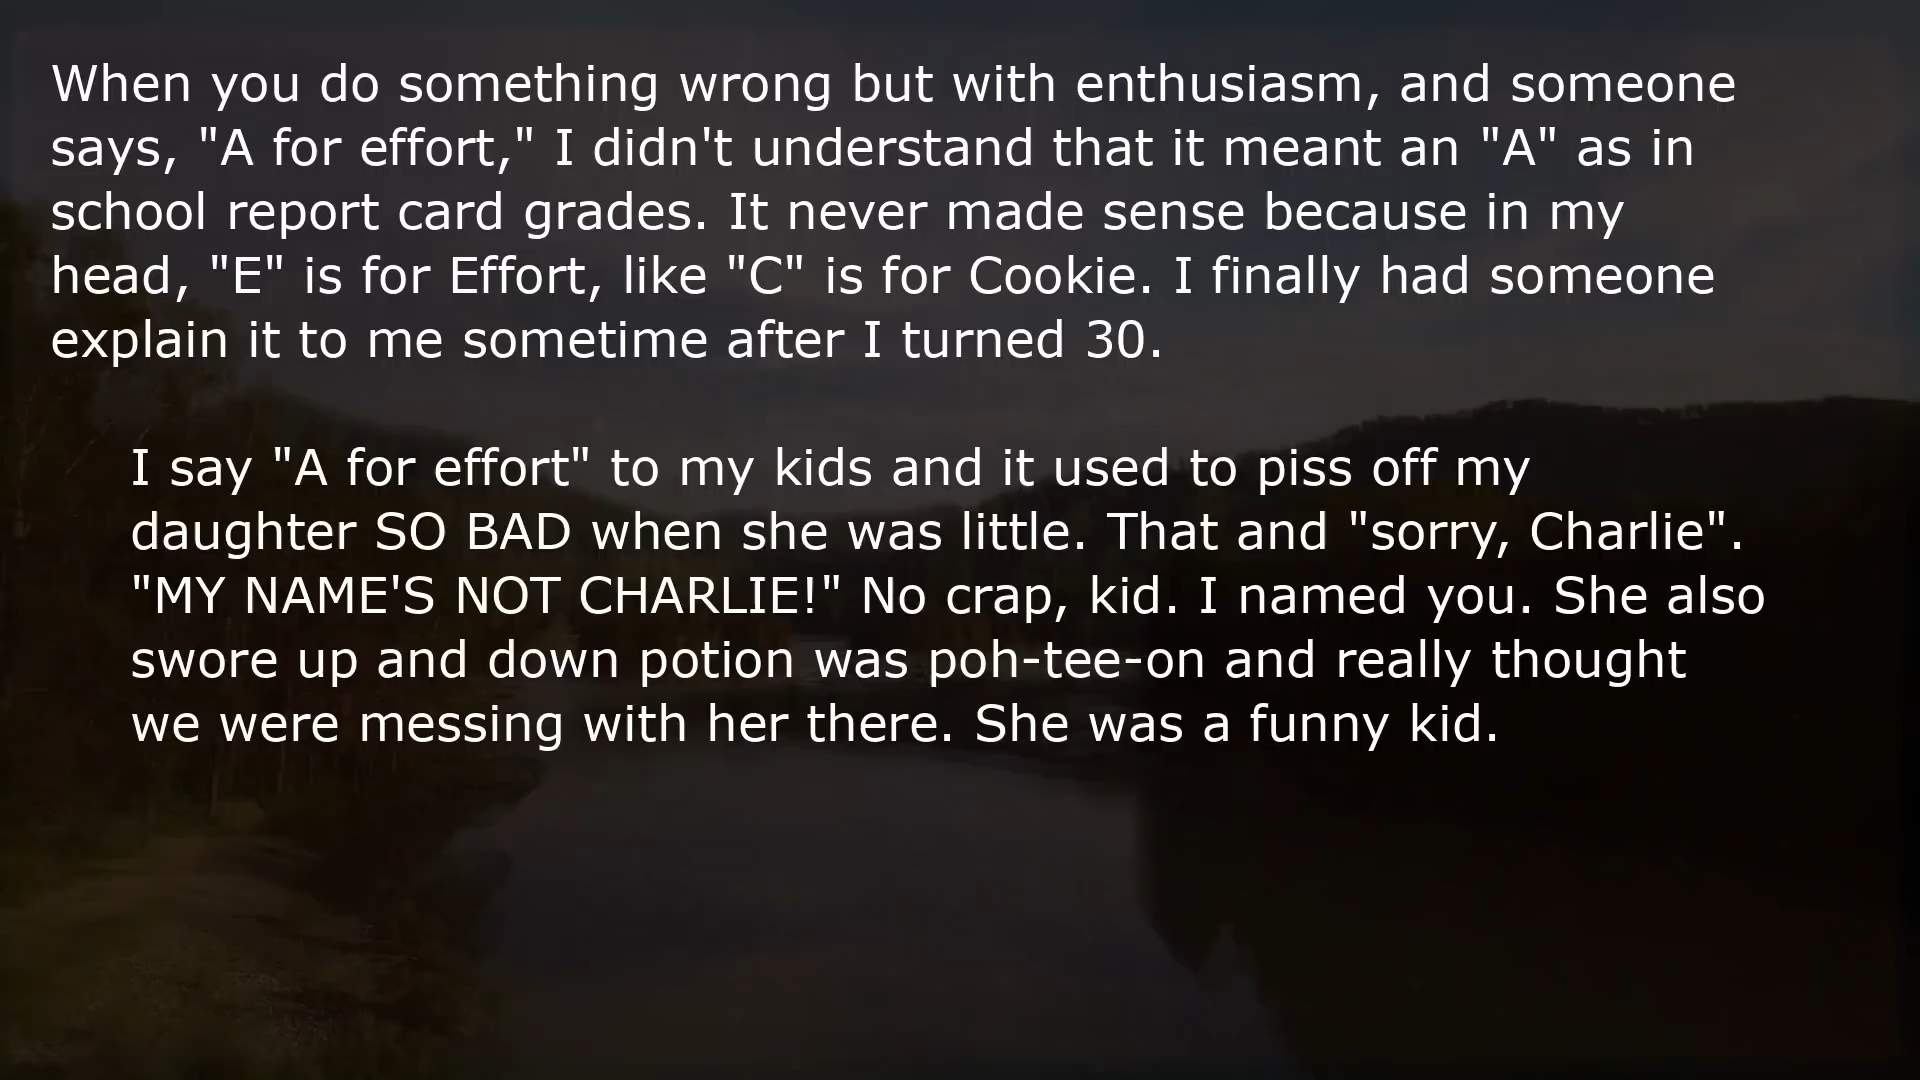 When you do something wrong but with enthusiasm, and someone
says, "A for effort," I didn't understand that it meant an "A" as in
school report card grades. It never made sense because in my
head, "E" is for Effort, like "C" is for Cookie. I finally had someone
explain it to me sometime after I turned 30.
I say "A for effort" to my kids and it used to piss off my
daughter SO BAD when she was little. That and "sorry, Charlie".
"MY NAME'S NOT CHARLIE!" No crap, kid. I named you. She also
swore up and down potion was poh-tee-on and really thought
we were messing with her there. She was a funny kid.